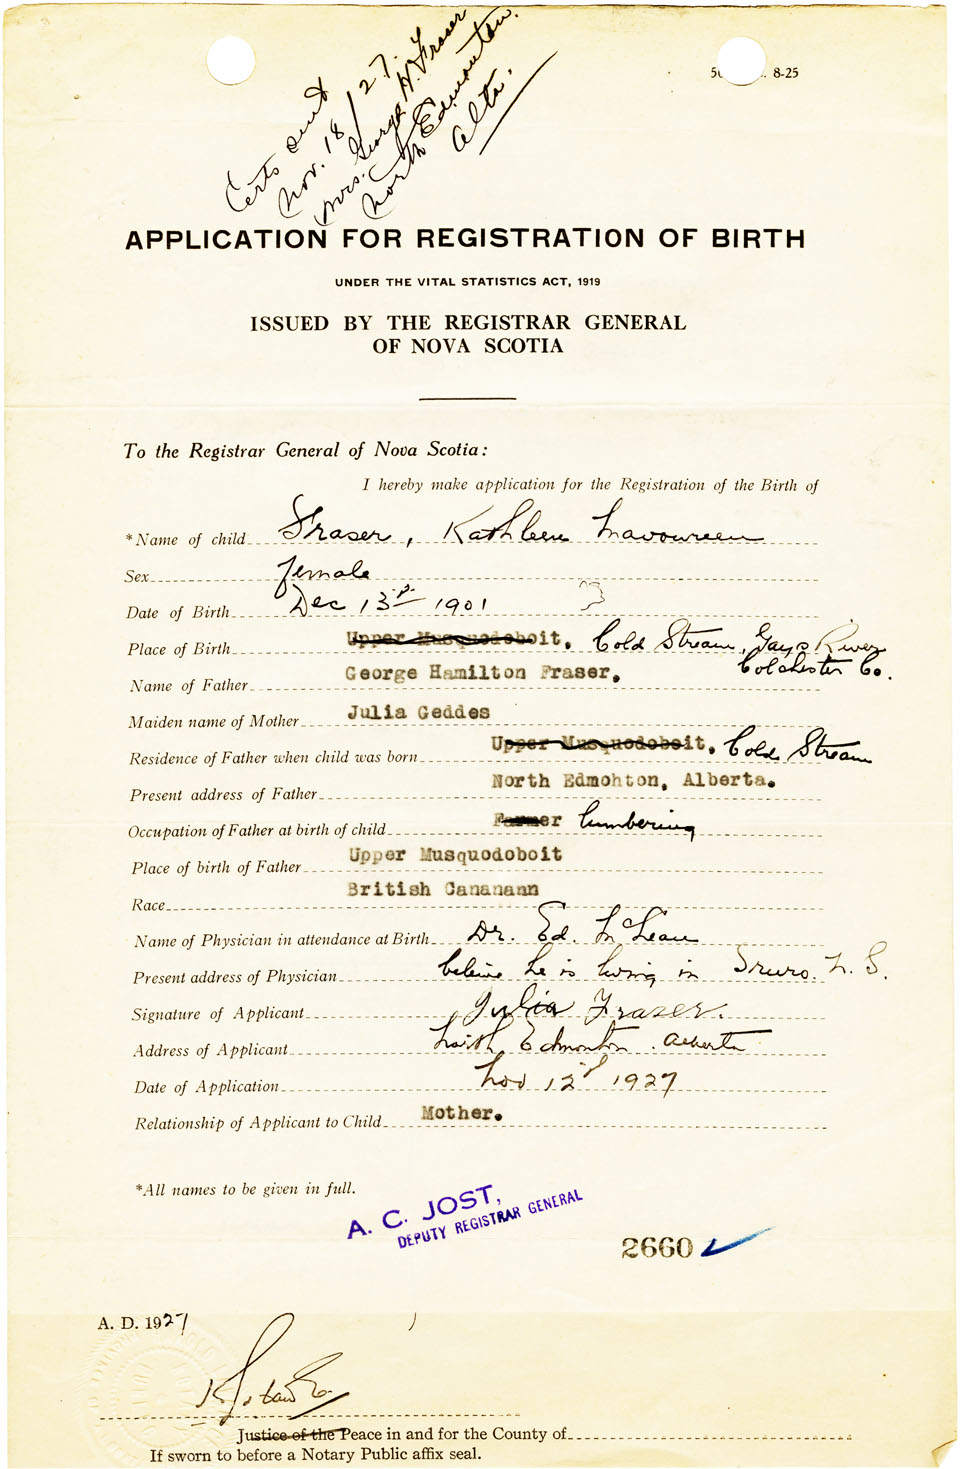 Certs sent
Nov. 18/27.
Mrs. George H. Fraser
North Edmonton.
Alta.
8-25
APPLICATION FOR REGISTRATION OF BIRTH
UNDER THE VITAL STATISTICS ACT, 1919
ISSUED BY THE REGISTRAR GENERAL
OF NOVA SCOTIA
To the Registrar General of Nova Scotia:
I hereby make application for the Registration of the Birth of
*Name of child Fraser, Kathleen Mavoureen
Sex female
Date of Birth Dec 13th 1901
Place of Birth Upper Musquodoboit. Cold Stream, Gays River
Colchester Co.
Name of Father George Hamilton Fraser.
Maiden name of Mother Julia Geddes
Residence of Father when child was born Upper Musquodoboit. Cold Stream
Present address of Father North Edmonton, Alberta.
Occupation of Father at birth of child Farmer lumbering
Place of birth of Father Upper Musquodoboit
Race British Cananann
Name of Physician in attendance at Birth Dr. Ed. McLean
Present address of Physician believe he is living in Truro. N. S.
Signature of Applicant Julia Fraser.
Address of Applicant North Edmonton. Alberta
Date of Application Nov 12d 1927
Relationship of Applicant to Child Mother.
*All names to be given in full.
A. C. JOST,
DEPUTY REGISTRAR GENERAL
2660
A. D. 1927
Justice of the Peace in and for the County of
If sworn to before a Notary Public affix seal.